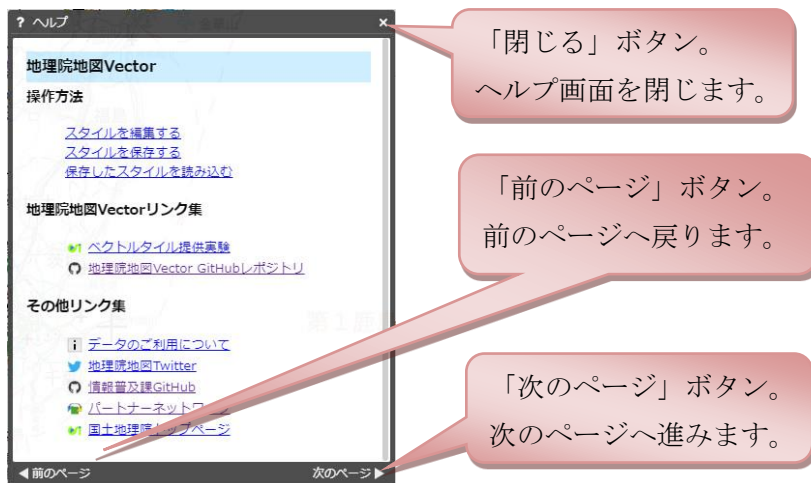 ? ヘルプ ×
地理院地図Vector
操作方法
スタイルを編集する
スタイルを保存する
保存したスタイルを読み込む
地理院地図Vectorリンク集
ベクトルタイル提供実験
地理院地図Vector GitHubレポジトリ
その他リンク集
i データのご利用について
地理院地図Twitter
情報普及課GitHub
パートナーネットワーク
国土地理院トップページ
◀前のページ 次のページ▶
「閉じる」ボタン。
ヘルプ画面を閉じます。
「前のページ」ボタン。
前のページへ戻ります。
「次のページ」ボタン。
次のページへ進みます。